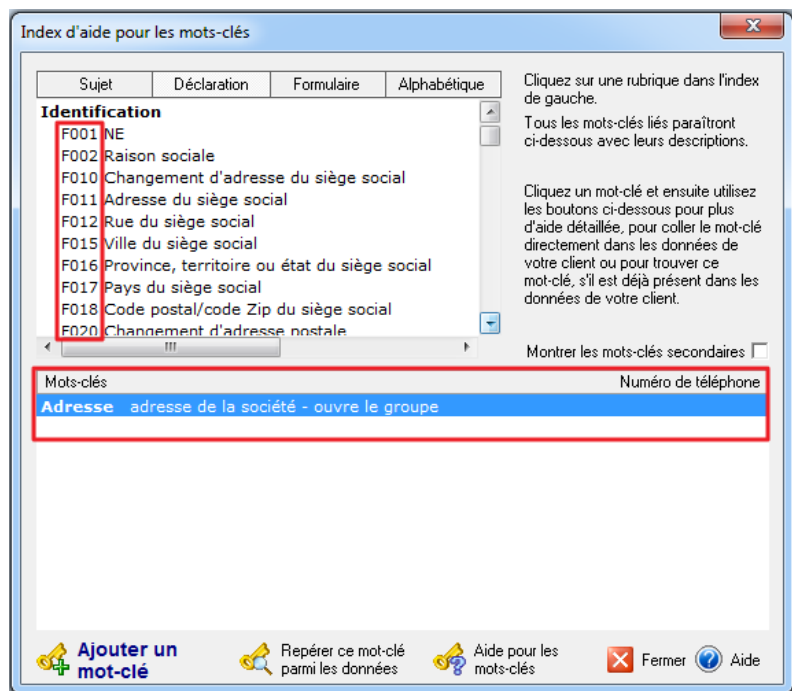 Index d'aide pour les mots-clés
Sujet Déclaration Formulaire Alphabétique
Identification
F001 NE
F002 Raison sociale
F010 Changement d'adresse du siège social
F011 Adresse du siège social
F012 Rue du siège social
F015 Ville du siège social
F016 Province, territoire ou état du siège social
F017 Pays du siège social
F018 Code postal/code Zip du siège social
F020 Changement d'adresse postale
Cliquez sur une rubrique dans l'index
de gauche.
Tous les mots-clés liés paraîtront
ci-dessous avec leurs descriptions.
Cliquez un mot-clé et ensuite utilisez
les boutons ci-dessous pour plus
d'aide détaillée, pour coller le mot-clé
directement dans les données de
votre client ou pour trouver ce
mot-clé, s'il est déjà présent dans les
données de votre client.
Montrer les mots-clés secondaires
Mots-clés Numéro de téléphone
Adresse adresse de la société - ouvre le groupe
Ajouter un
mot-clé
Repérer ce mot-clé
parmi les données
Aide pour les
mots-clés
Fermer
Aide